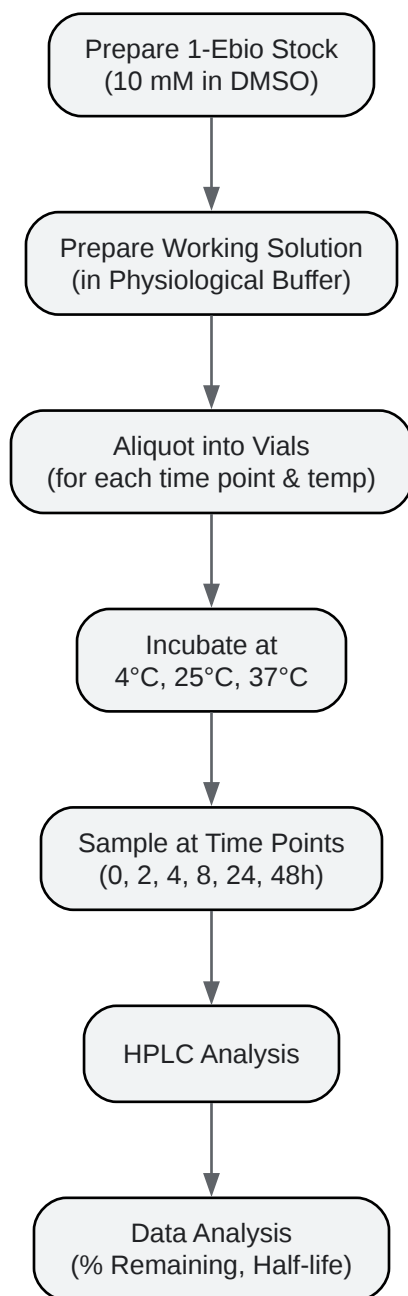 Prepare 1-Ebio Stock
(10 mM in DMSO)
Prepare Working Solution
(in Physiological Buffer)
Aliquot into Vials
(for each time point & temp)
Incubate at
4°C, 25°C, 37°C
Sample at Time Points
(0, 2, 4, 8, 24, 48h)
HPLC Analysis
Data Analysis
(% Remaining, Half-life)